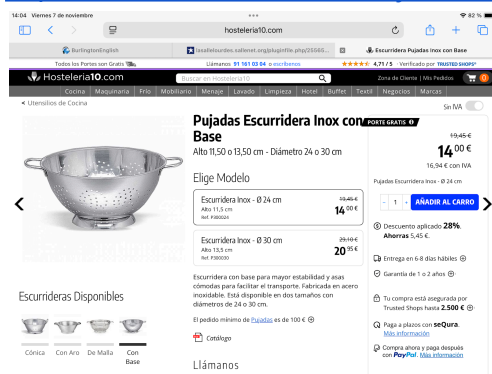 14:04 Viernes 7 de noviembre
82 %
hosteleria10.com
BurlingtonEnglish
lasallelourdes.sallenet.org/pluginfile.php/25565...
Escurridera Pujadas Inox con Base
Todos los Portes son Gratis
Llámanos 91 161 03 04 o escríbenos
4,71 / 5 · Verificado por TRUSTED SHOPS®
Hosteleria10.com
Buscar en Hosteleria10
Zona de Cliente | Mis Pedidos
0
Cocina
Maquinaria
Frío
Mobiliario
Menaje
Lavado
Limpieza
Hotel
Buffet
Textil
Negocios
Marcas
< Utensilios de Cocina
Sin IVA
Pujadas Escurridera Inox con
Base
Alto 11,50 o 13,50 cm - Diámetro 24 o 30 cm
Elige Modelo
Escurridera Inox - Ø 24 cm
Alto 11,5 cm
Ref. P300024
19,45 €
14,00 €
Escurridera Inox - Ø 30 cm
Alto 13,5 cm
Ref. P300030
29,10 €
20,95 €
Escurridera con base para mayor estabilidad y asas
cómodas para facilitar el transporte. Fabricada en acero
inoxidable. Está disponible en dos tamaños con
diámetros de 24 o 30 cm.
El pedido mínimo de Pujadas es de 100 €
Catálogo
Llámanos
Escurrideras Disponibles
Cónica
Con Aro
De Malla
Con
Base
PORTE GRATIS
19,45 €
14,00 €
16,94 € con IVA
Pujadas Escurridera Inox - Ø 24 cm
- 1 +
AÑADIR AL CARRO
Descuento aplicado 28%.
Ahorras 5,45 €.
Entrega en 6-8 días hábiles
Garantía de 1 o 2 años
Tu compra está asegurada por
Trusted Shops hasta 2.500 €
Paga a plazos con seQura.
Más información
Compra ahora y paga después
con PayPal. Más información